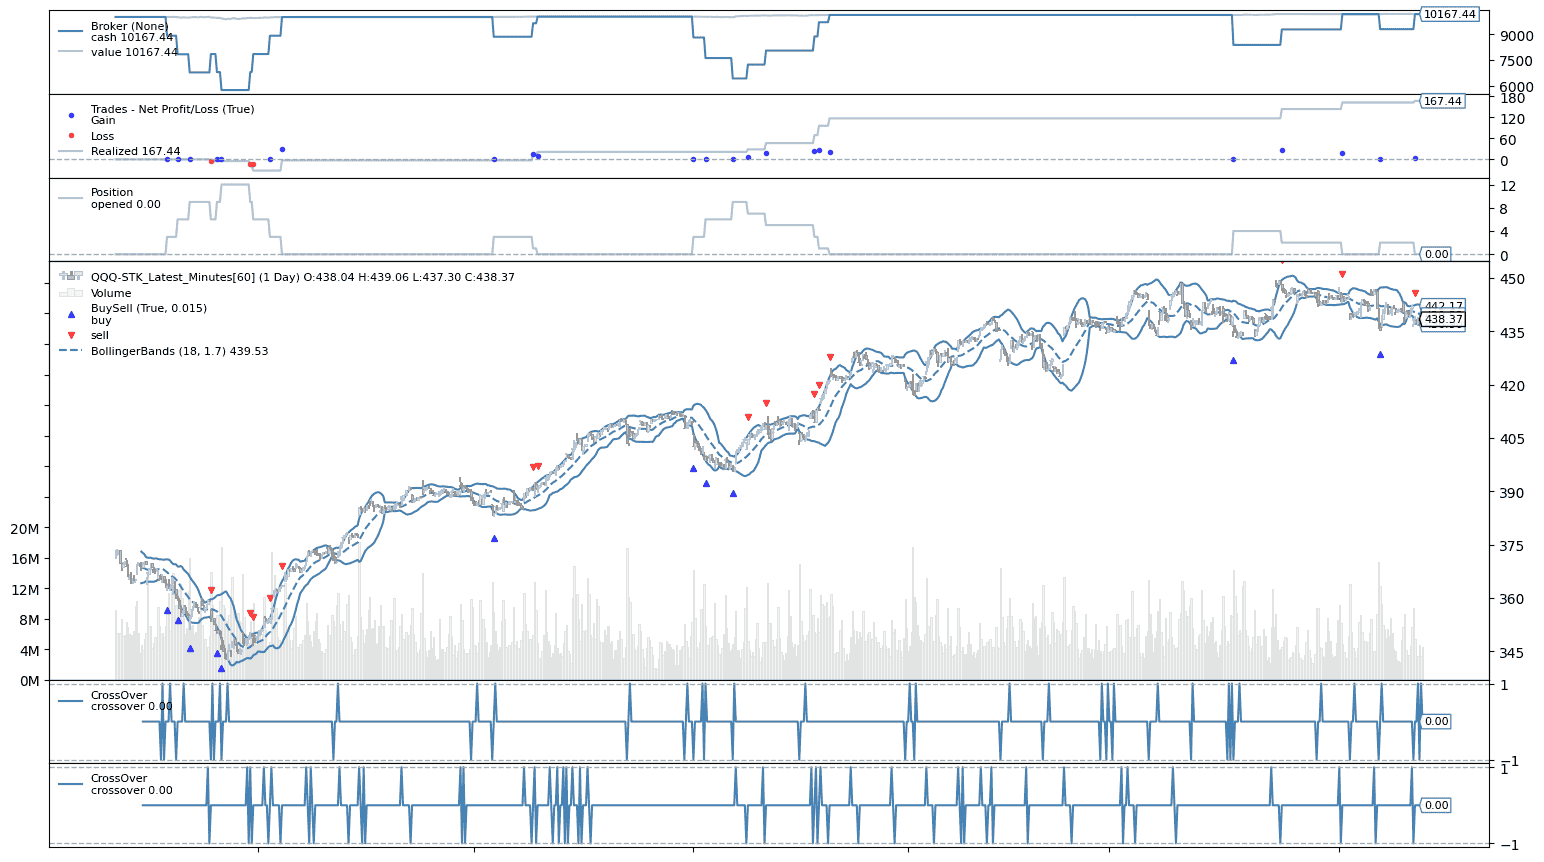 Broker (None)
cash 10167.44
value 10167.44
10167.44
9000
7500
6000
Trades - Net Profit/Loss (True)
Gain
Loss
Realized 167.44
167.44
180
120
60
0
Position
opened 0.00
12
8
4
0
0.00
QQQ-STK_Latest_Minutes[60] (1 Day) O:438.04 H:439.06 L:437.30 C:438.37
Volume
BuySell (True, 0.015)
buy
sell
BollingerBands (18, 1.7) 439.53
450
442.17
438.37
435
420
405
390
375
360
345
20M
16M
12M
8M
4M
0M
CrossOver
crossover 0.00
1
0.00
−1
CrossOver
crossover 0.00
1
0.00
−1